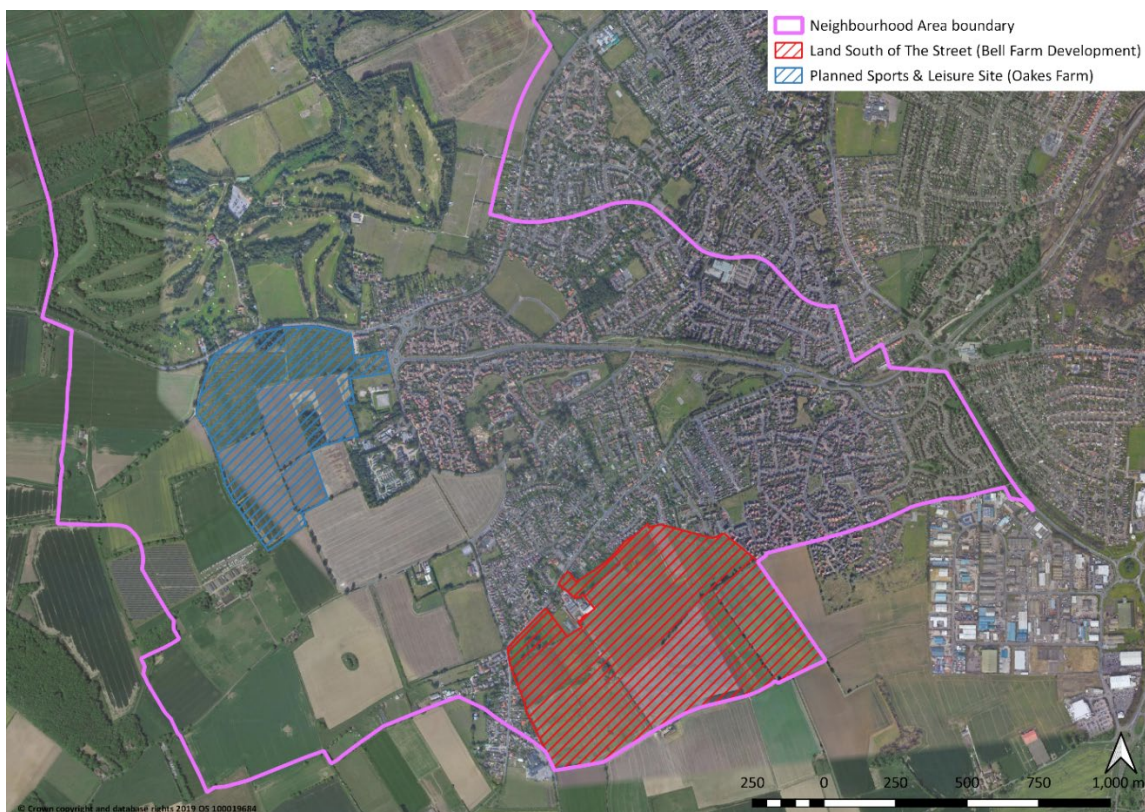 Neighbourhood Area boundary
Land South of The Street (Bell Farm Development)
Planned Sports & Leisure Site (Oakes Farm)
250 0 250 500 750 1,000 m
© Crown copyright and database rights 2019 OS 100019684